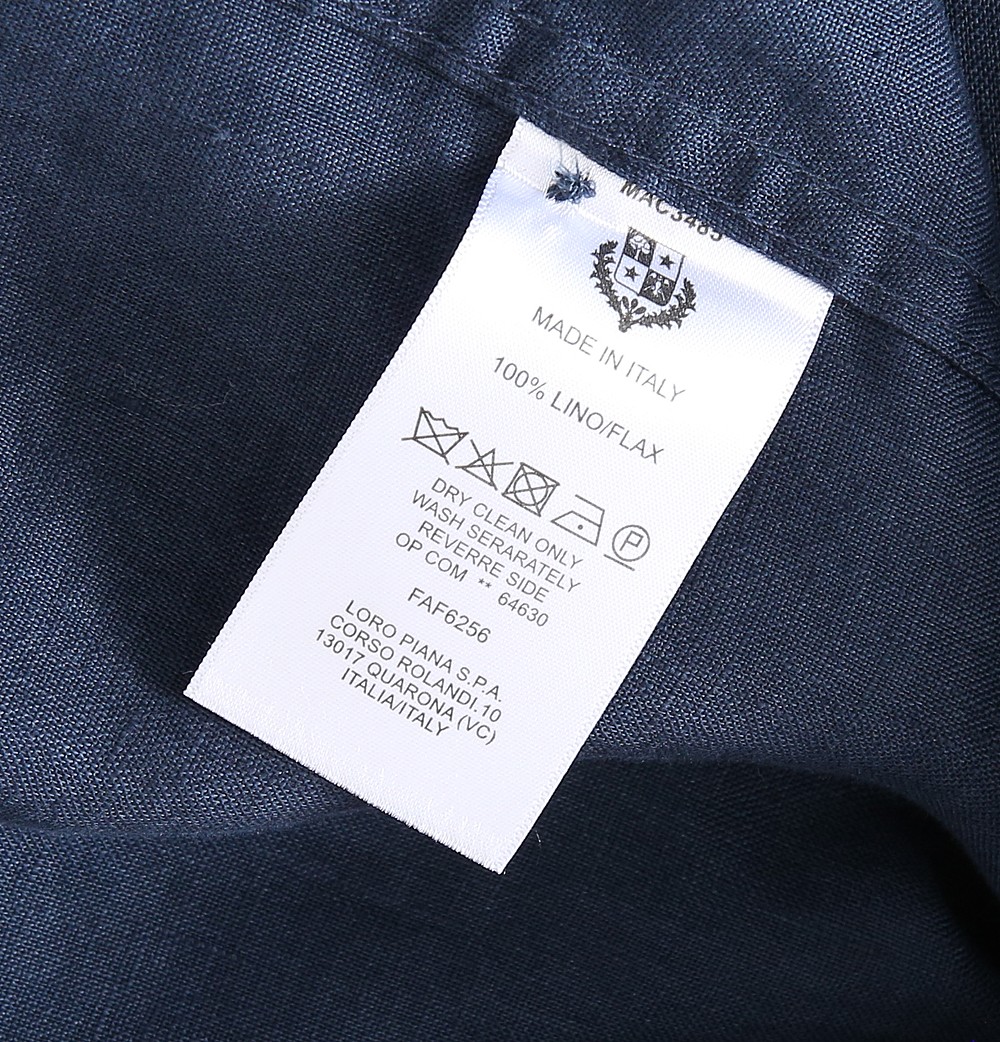 MAC3485
MADE IN ITALY
100% LINO/FLAX
P
DRY CLEAN ONLY
WASH SERARATELY
REVERRE SIDE
OP COM ** 64630
FAF6256
LORO PIANA S.P.A.
CORSO ROLANDI.10
13017 QUARONA (VC)
ITALIA/ITALY